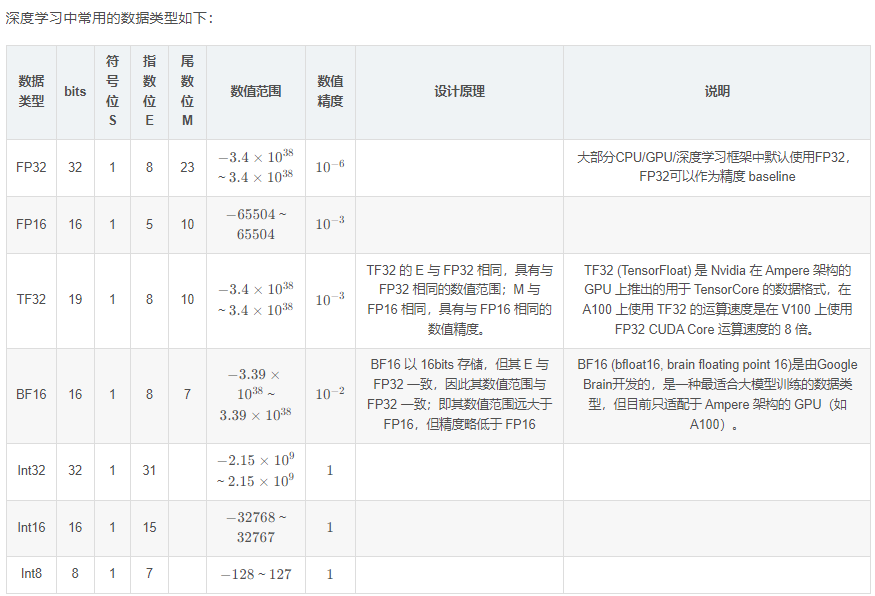 深度学习中常用的数据类型如下：
数据类型 bits 符号位S 指数位E 尾数位M 数值范围 数值精度 设计原理 说明
FP32 32 1 8 23 −3.4 × 10^38 ~ 3.4 × 10^38 10^−6 大部分CPU/GPU/深度学习框架中默认使用FP32，FP32可以作为精度 baseline
FP16 16 1 5 10 −65504 ~ 65504 10^−3
TF32 19 1 8 10 −3.4 × 10^38 ~ 3.4 × 10^38 10^−3 TF32 的 E 与 FP32 相同，具有与 FP32 相同的数值范围；M 与 FP16 相同，具有与 FP16 相同的数值精度。 TF32 (TensorFloat) 是 Nvidia 在 Ampere 架构的 GPU 上推出的用于 TensorCore 的数据格式，在 A100 上使用 TF32 的运算速度是在 V100 上使用 FP32 CUDA Core 运算速度的 8 倍。
BF16 16 1 8 7 −3.39 × 10^38 ~ 3.39 × 10^38 10^−2 BF16 以 16bits 存储，但其 E 与 FP32 一致，因此其数值范围与 FP32 一致；即其数值范围远大于 FP16，但精度略低于 FP16 BF16 (bfloat16, brain floating point 16)是由Google Brain开发的，是一种最适合大模型训练的数据类型，但目前只适配于 Ampere 架构的 GPU（如 A100）。
Int32 32 1 31 −2.15 × 10^9 ~ 2.15 × 10^9 1
Int16 16 1 15 −32768 ~ 32767 1
Int8 8 1 7 −128 ~ 127 1